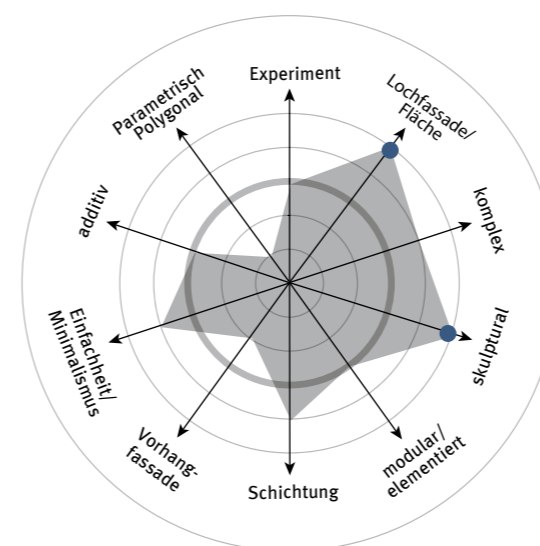 Experiment
Lochfassade/
Fläche
komplex
skulptural
modular/
elementiert
Schichtung
Vorhang-
fassade
Einfachheit/
Minimalismus
additiv
Parametrisch
Polygonal